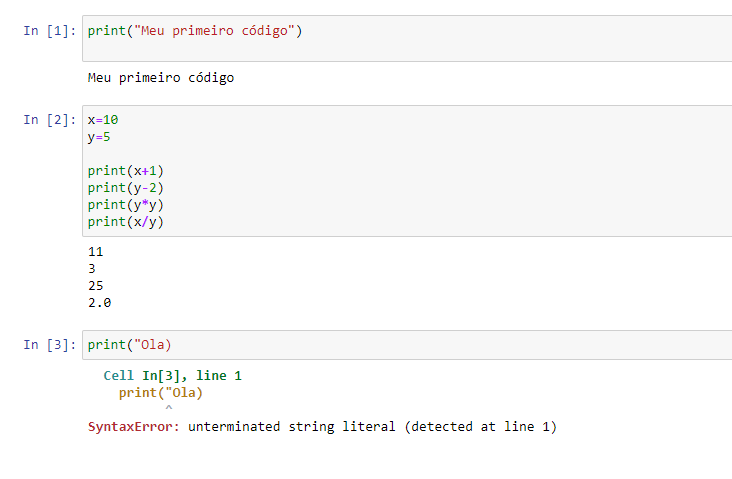 In [1]: print("Meu primeiro código")
Meu primeiro código
In [2]: x=10
y=5
print(x+1)
print(y-2)
print(y*y)
print(x/y)
11
3
25
2.0
In [3]: print("Ola)
Cell In[3], line 1
print("Ola)
^
SyntaxError: unterminated string literal (detected at line 1)